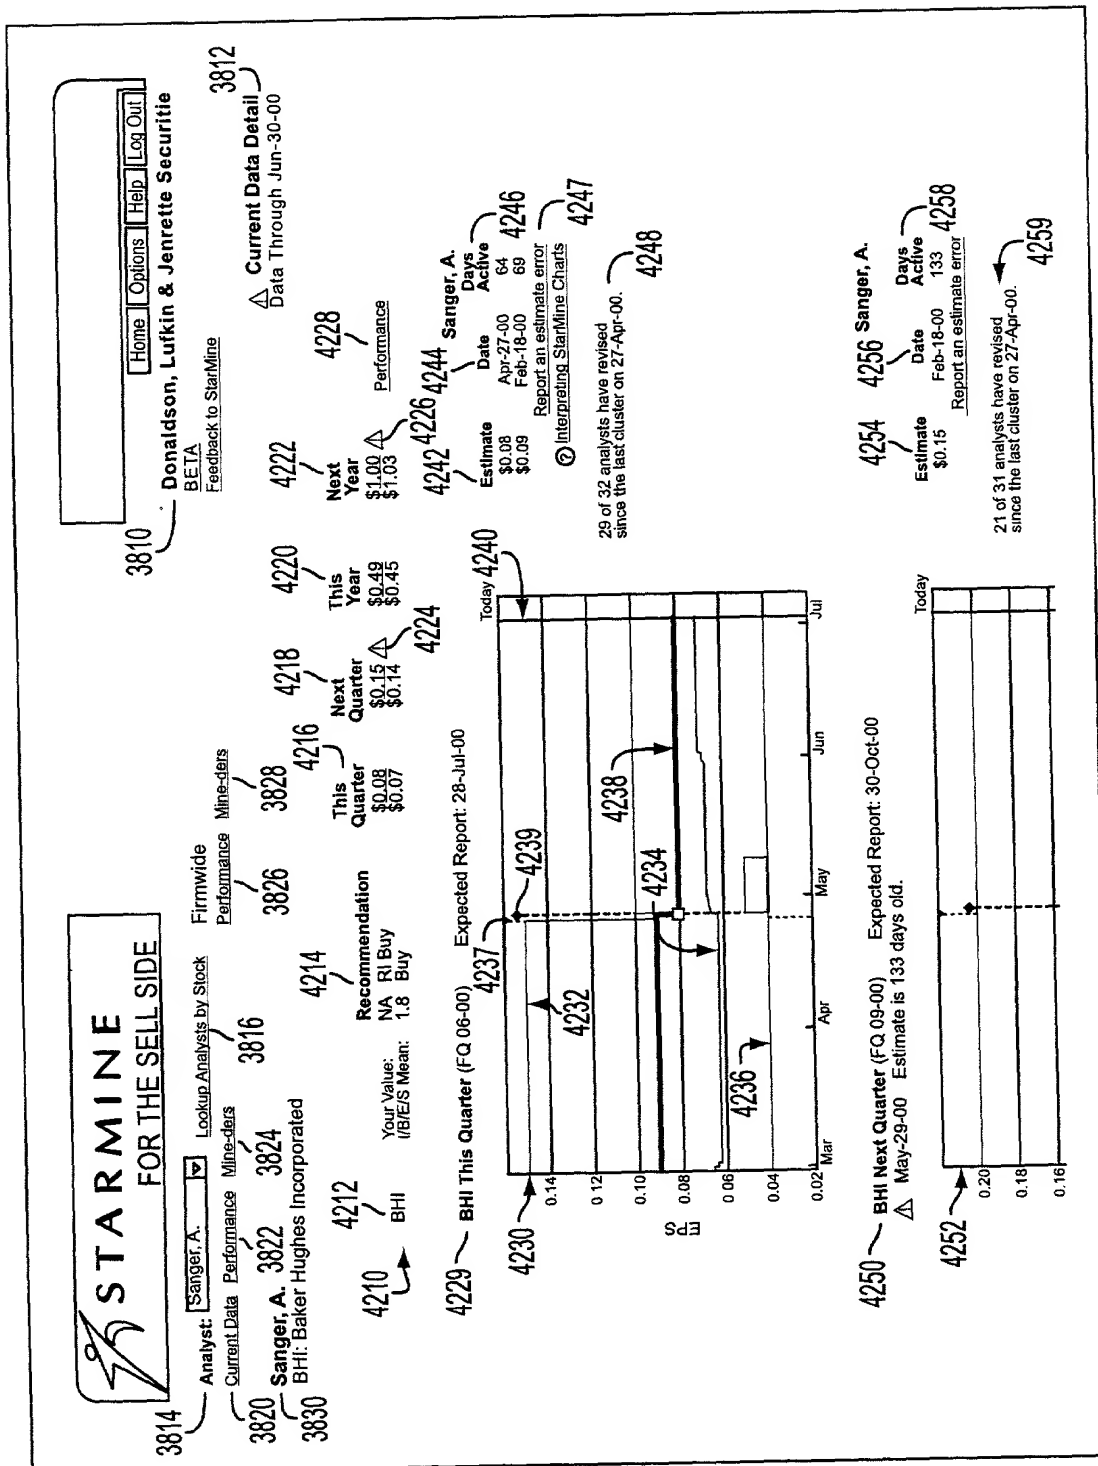 STARMINE
FOR THE SELL SIDE
3810
Home Options Help Log Out
Donaldson, Lufkin & Jenrette Securitie
BETA
Feedback to StarMine
3812
Current Data Detail
Data Through Jun-30-00
3814
Analyst: Sanger, A.
Lookup Analysts by Stock
3816
Firmwide
Current Data Performance Mine-ders
Performance Mine-ders
3820
3822
3824
3826
3828
Sanger, A.
3830
BHI: Baker Hughes Incorporated
4210
4212
4214
4216
4218
4220
4222
4228
Recommendation
This Quarter
Next Quarter
This Year
Next Year
BHI
Your Value: NA RI Buy $0.08 $0.15 $0.49 $1.00 Performance
I/B/E/S Mean: 1.8 Buy $0.07 $0.14 $0.45 $1.03
4224
4226
4229
BHI This Quarter (FQ 06-00) Expected Report: 28-Jul-00
4237
4239
4230
4232
4234
4236
4238
4240
Today
EPS
0.14
0.12
0.10
0.08
0.06
0.04
0.02
Mar Apr May Jun Jul
4242
4244
Sanger, A.
Estimate Date Days Active
4246
$0.08 Apr-27-00 64
$0.09 Feb-18-00 69
Report an estimate error
4247
? Interpreting StarMine Charts
29 of 32 analysts have revised
since the last cluster on 27-Apr-00.
4248
4250
BHI Next Quarter (FQ 09-00) Expected Report: 30-Oct-00
May-29-00 Estimate is 133 days old.
4252
Today
0.20
0.18
0.16
4254
4256
Sanger, A.
Estimate Date Days Active
4258
$0.15 Feb-18-00 133
Report an estimate error
21 of 31 analysts have revised
since the last cluster on 27-Apr-00.
4259